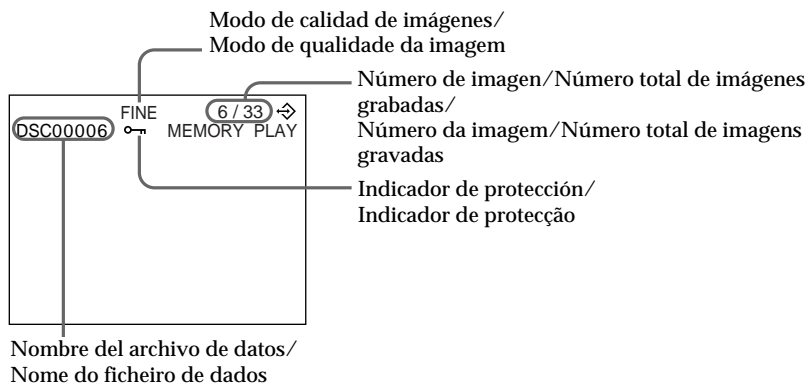 Modo de calidad de imágenes/
Modo de qualidade da imagem
Número de imagen/Número total de imágenes
grabadas/
Número da imagem/Número total de imagens
gravadas
FINE 6 / 33
DSC00006 MEMORY PLAY
Indicador de protección/
Indicador de protecção
Nombre del archivo de datos/
Nome do ficheiro de dados